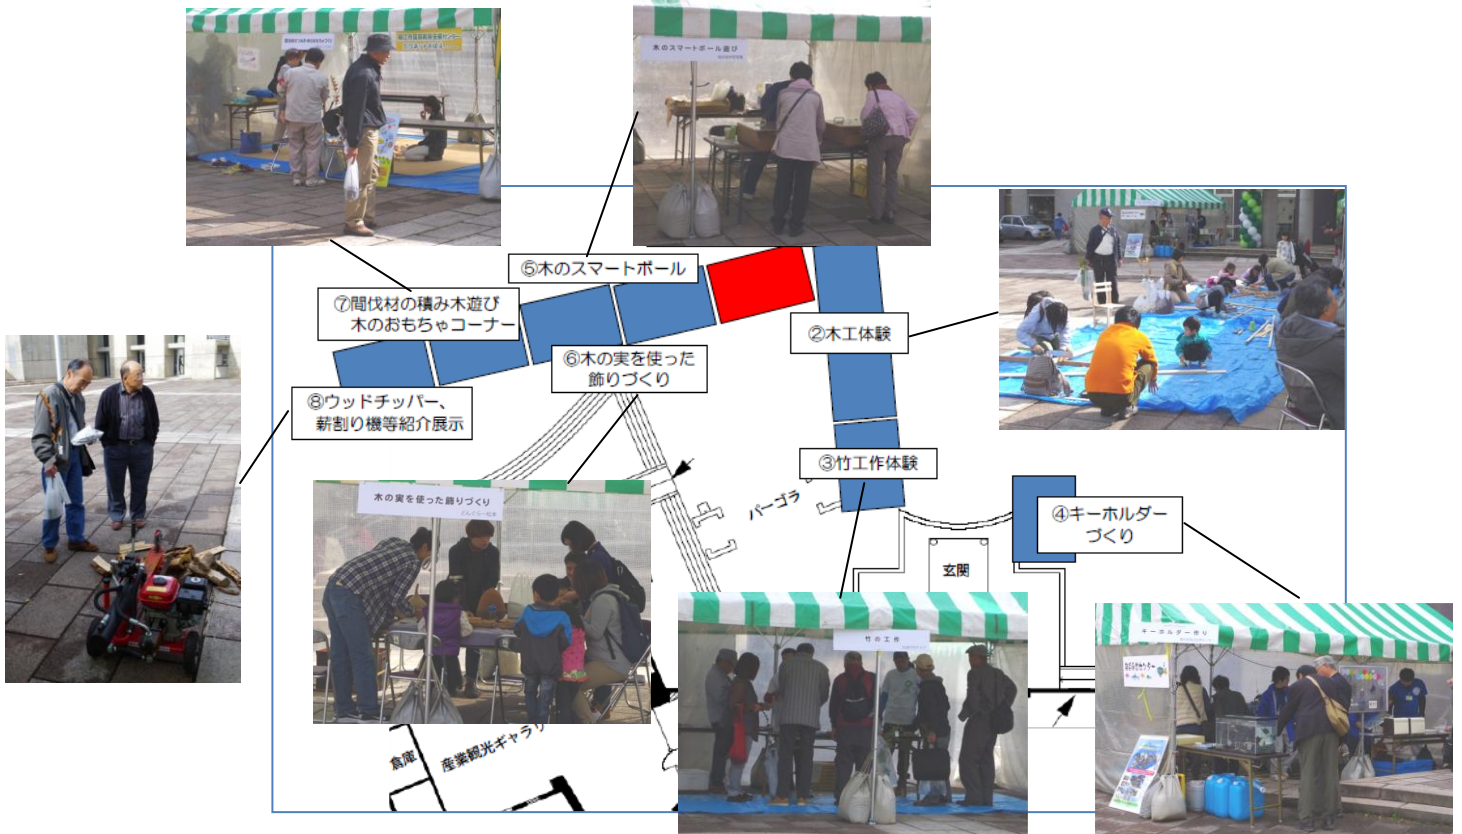 木のスマートボール遊び
⑤木のスマートボール
⑦間伐材の積み木遊び
木のおもちゃコーナー
②木工体験
⑥木の実を使った
飾りづくり
⑧ウッドチッパー、
薪割り機等紹介展示
③竹工作体験
パーゴラ
④キーホルダー
づくり
木の実を使った飾りづくり
玄関
竹の工作
キーホルダー作り
倉庫
産業観光ギャラリ